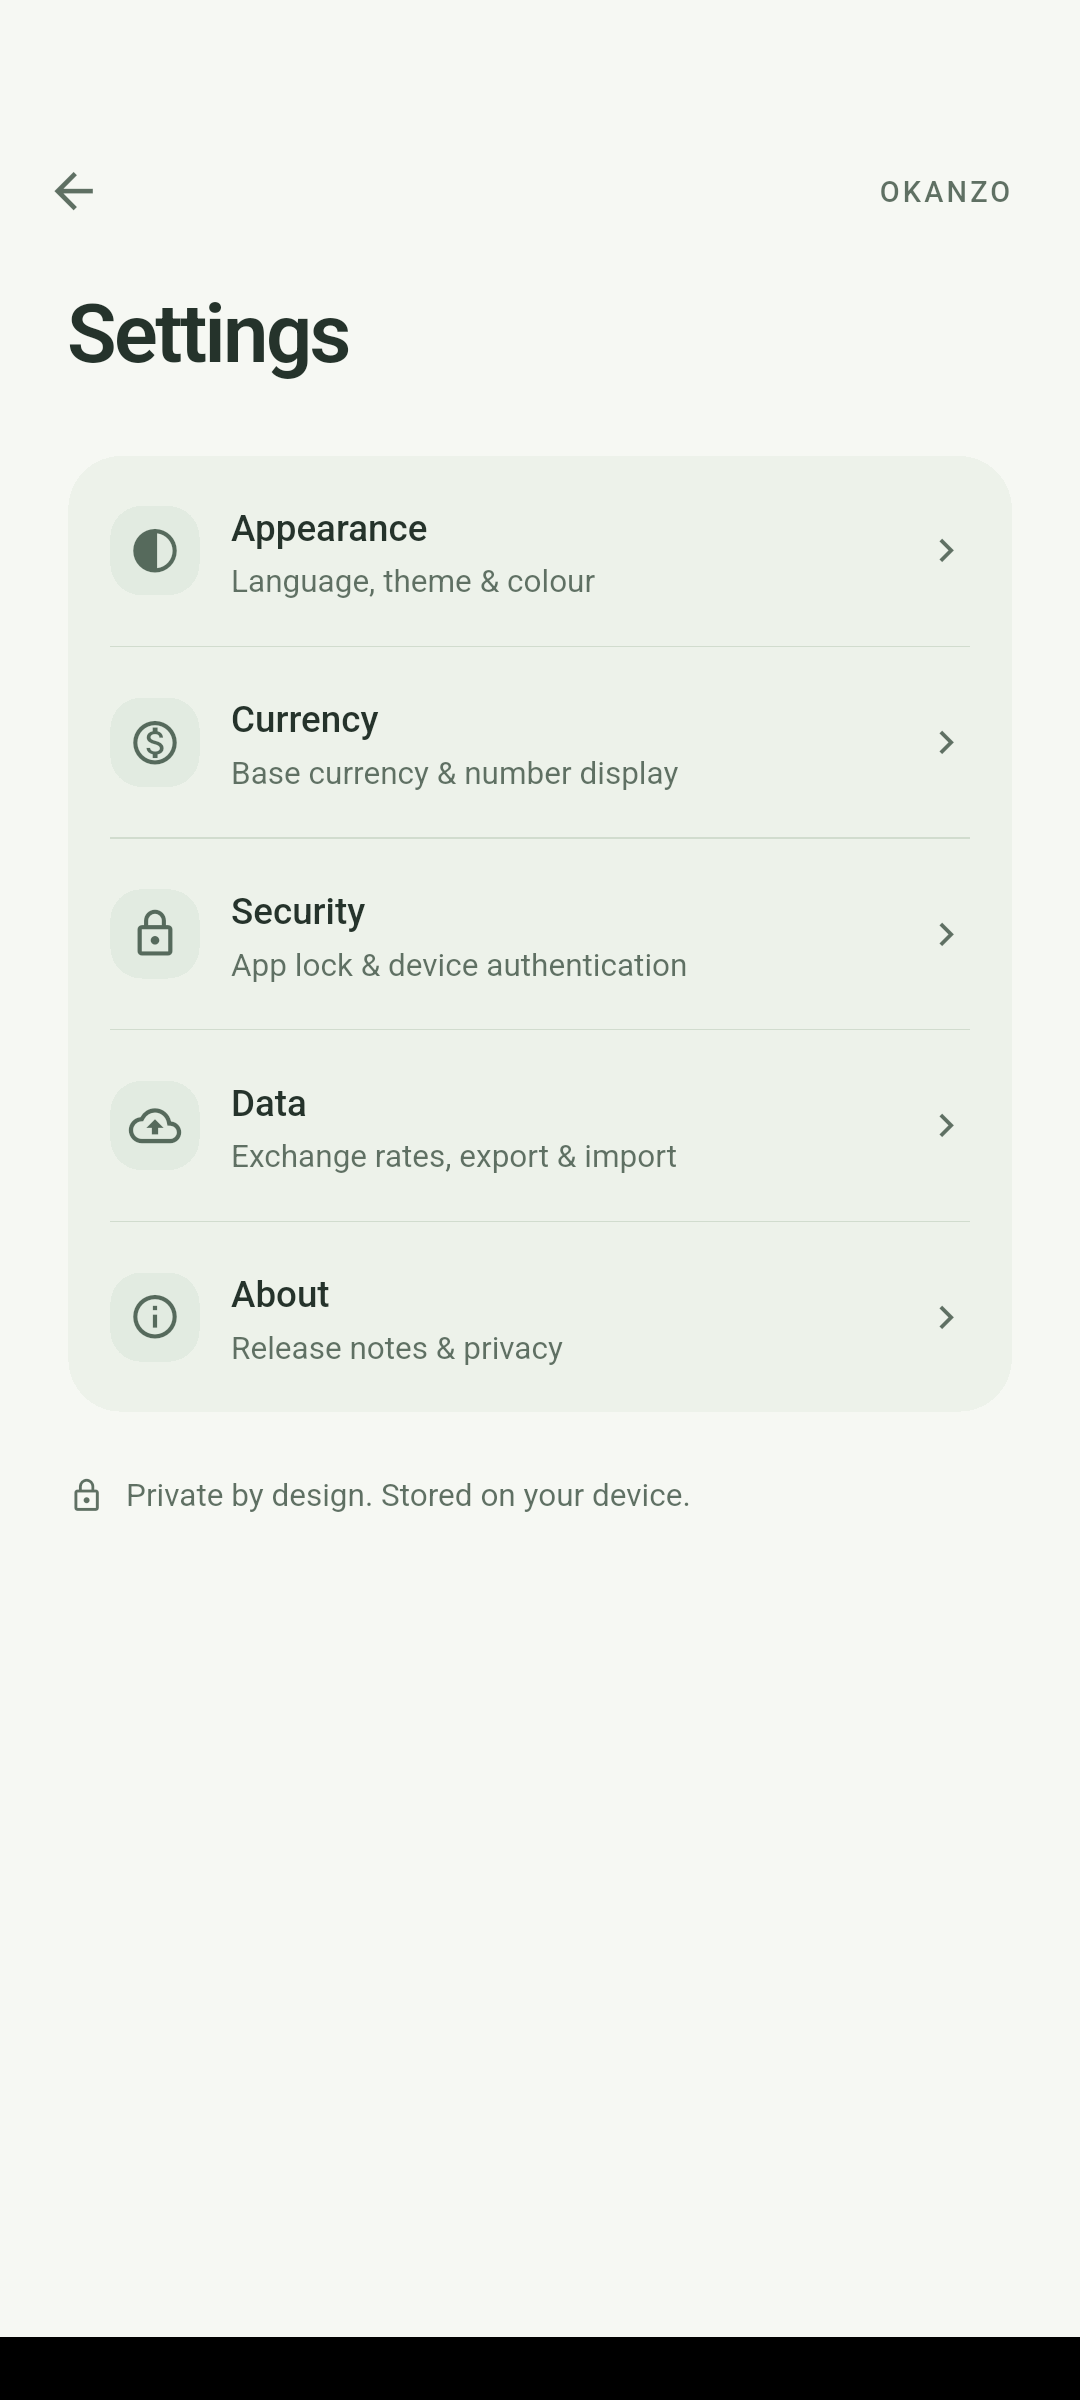 OKANZO
Settings
Appearance
Language, theme & colour
Currency
Base currency & number display
Security
App lock & device authentication
Data
Exchange rates, export & import
About
Release notes & privacy
Private by design. Stored on your device.